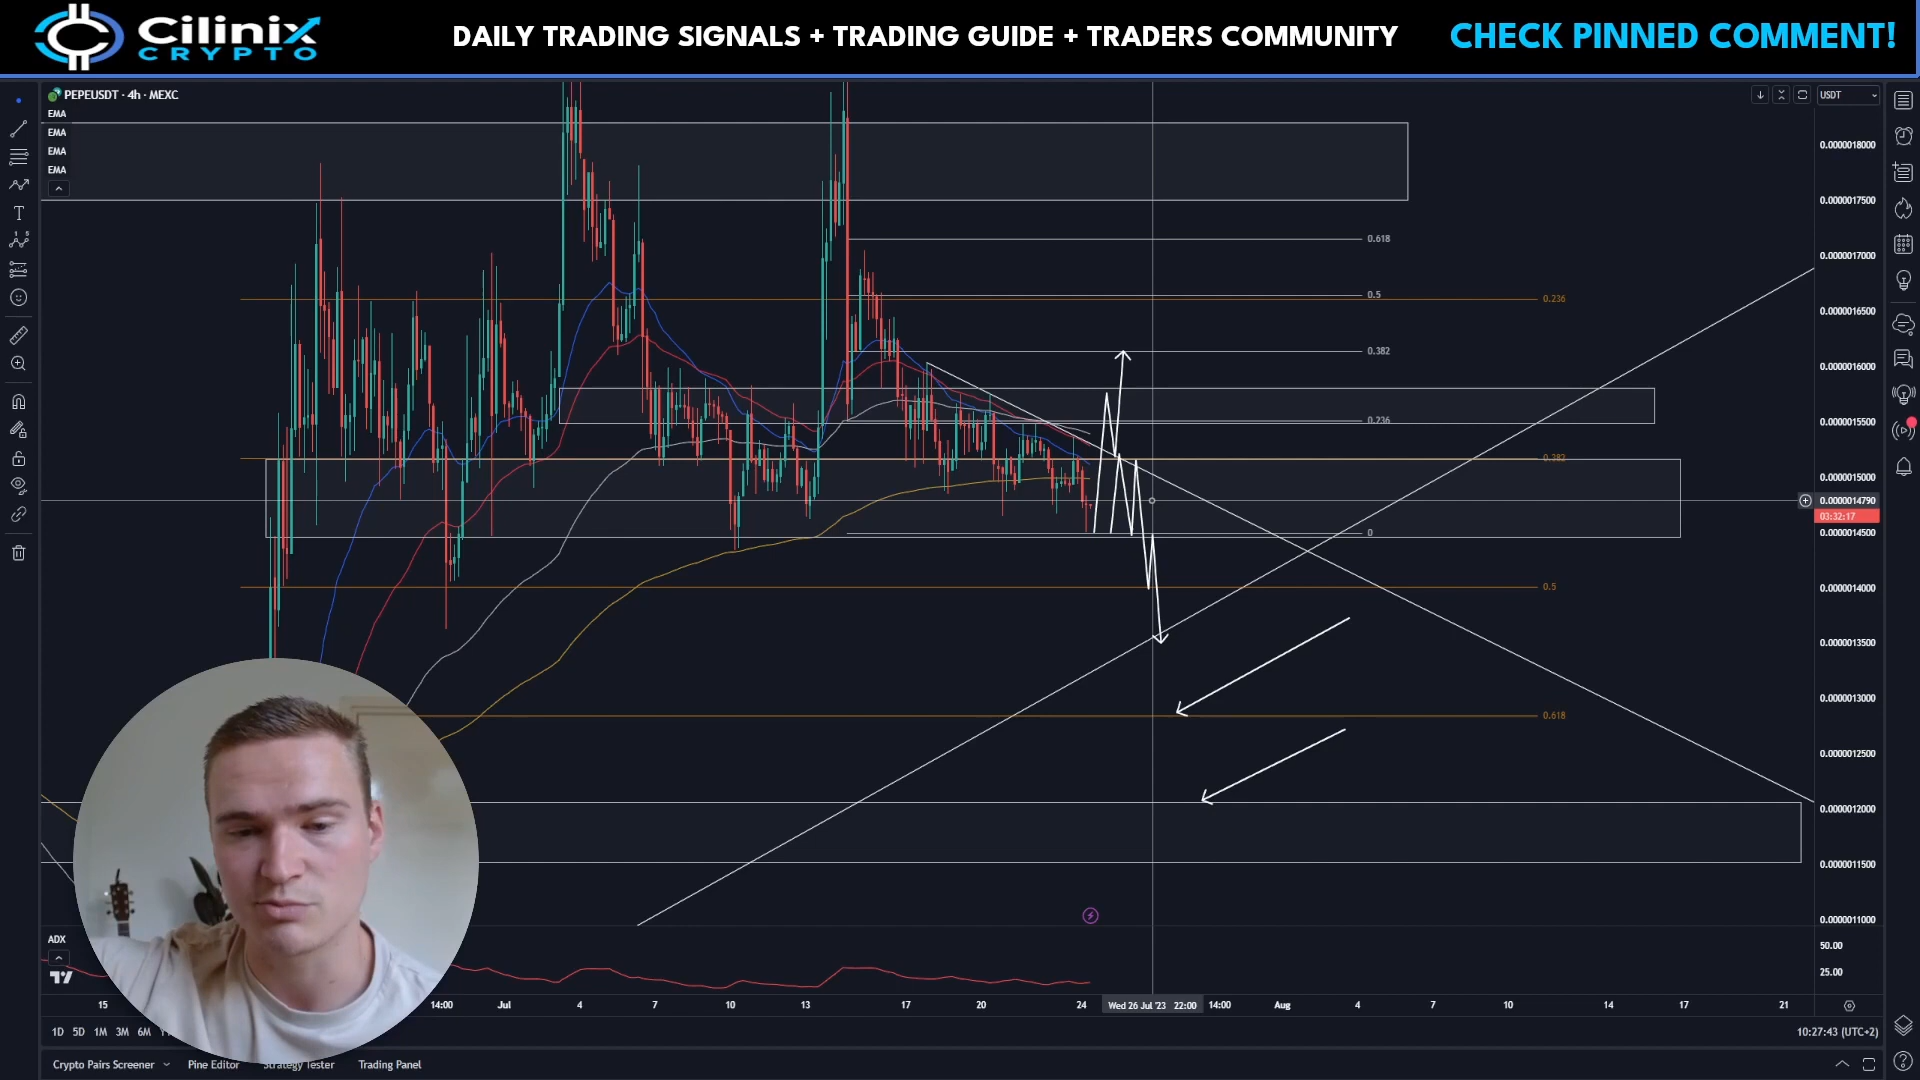 Cilinix
CRYPTO
DAILY TRADING SIGNALS + TRADING GUIDE + TRADERS COMMUNITY
CHECK PINNED COMMENT!
PEPEUSDT · 4h · MEXC
USDT
EMA
EMA
EMA
EMA
0.0000018000
0.0000017500
0.618
0.0000017000
0.5
0.236
0.0000016500
0.382
0.0000016000
0.236
0.0000015500
0.382
0.0000015000
0.0000014790
03:32:17
0
0.0000014500
0.5
0.0000014000
0.0000013500
0.0000013000
0.618
0.0000012500
0.0000012000
0.0000011500
0.0000011000
ADX
50.00
25.00
15
14:00
Jul
4
7
10
13
17
20
24
Wed 26 Jul '23 22:00
14:00
Aug
4
7
10
14
17
21
1D 5D 1M 3M 6M
10:27:43 (UTC+2)
Crypto Pairs Screener
Pine Editor
Strategy Tester
Trading Panel